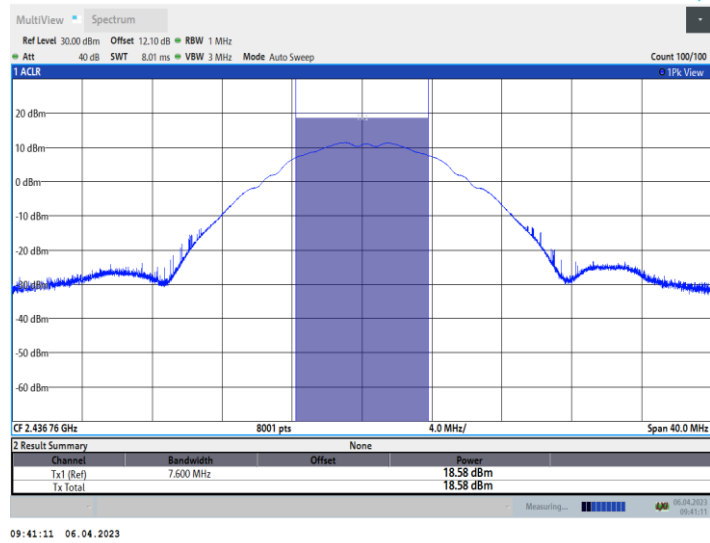 MultiView Spectrum
Ref Level 30.00 dBm Offset 12.10 dB RBW 1 MHz
Att 40 dB SWT 8.01 ms VBW 3 MHz Mode Auto Sweep Count 100/100
1 ACLR 1Pk View
20 dBm
10 dBm
0 dBm
-10 dBm
-20 dBm
-30 dBm
-40 dBm
-50 dBm
-60 dBm
CF 2.436 76 GHz 8001 pts 4.0 MHz/ Span 40.0 MHz
2 Result Summary None
Channel Bandwidth Offset Power
Tx1 (Ref) 7.600 MHz 18.58 dBm
Tx Total 18.58 dBm
Measuring... 06.04.2023
09:41:11
09:41:11 06.04.2023